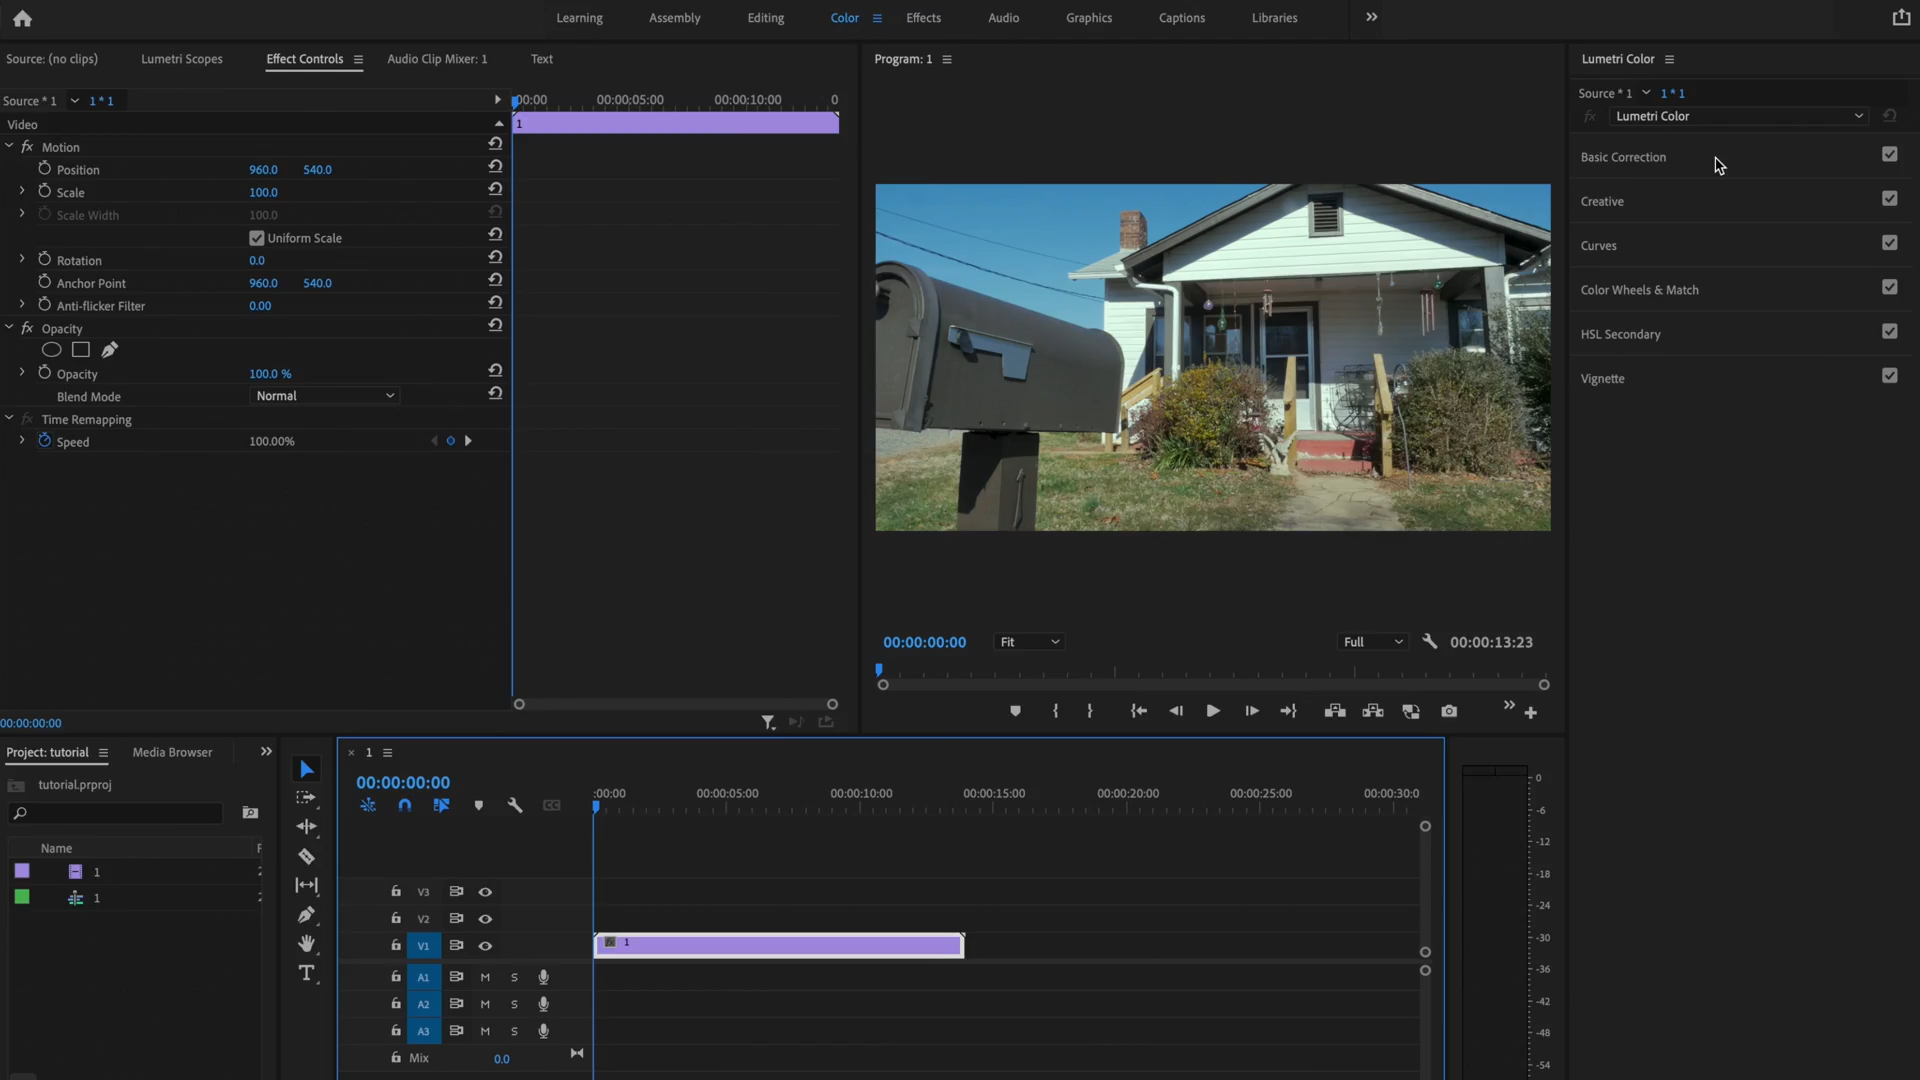 Learning Assembly Editing Color Effects Audio Graphics Captions Libraries
Source: (no clips) Lumetri Scopes Effect Controls Audio Clip Mixer: 1 Text
Source * 1 1 * 1
:00:00 00:00:05:00 00:00:10:00 0
Video
1
Motion
Position 960.0 540.0
Scale 100.0
Scale Width 100.0
Uniform Scale
Rotation 0.0
Anchor Point 960.0 540.0
Anti-flicker Filter 0.00
Opacity
Opacity 100.0 %
Blend Mode Normal
Time Remapping
Speed 100.00%
00:00:00:00
Program: 1
00:00:00:00 Fit Full 00:00:13:23
Lumetri Color
Source * 1 1 * 1
fx Lumetri Color
Basic Correction
Creative
Curves
Color Wheels & Match
HSL Secondary
Vignette
Project: tutorial Media Browser
tutorial.prproj
Name
1
1
1
00:00:00:00
:00:00 00:00:05:00 00:00:10:00 00:00:15:00 00:00:20:00 00:00:25:00 00:00:30:00
V3
V2
V1
fx 1
A1 M S
A2 M S
A3 M S
Mix 0.0
0
-6
-12
-18
-24
-30
-36
-42
-48
-54